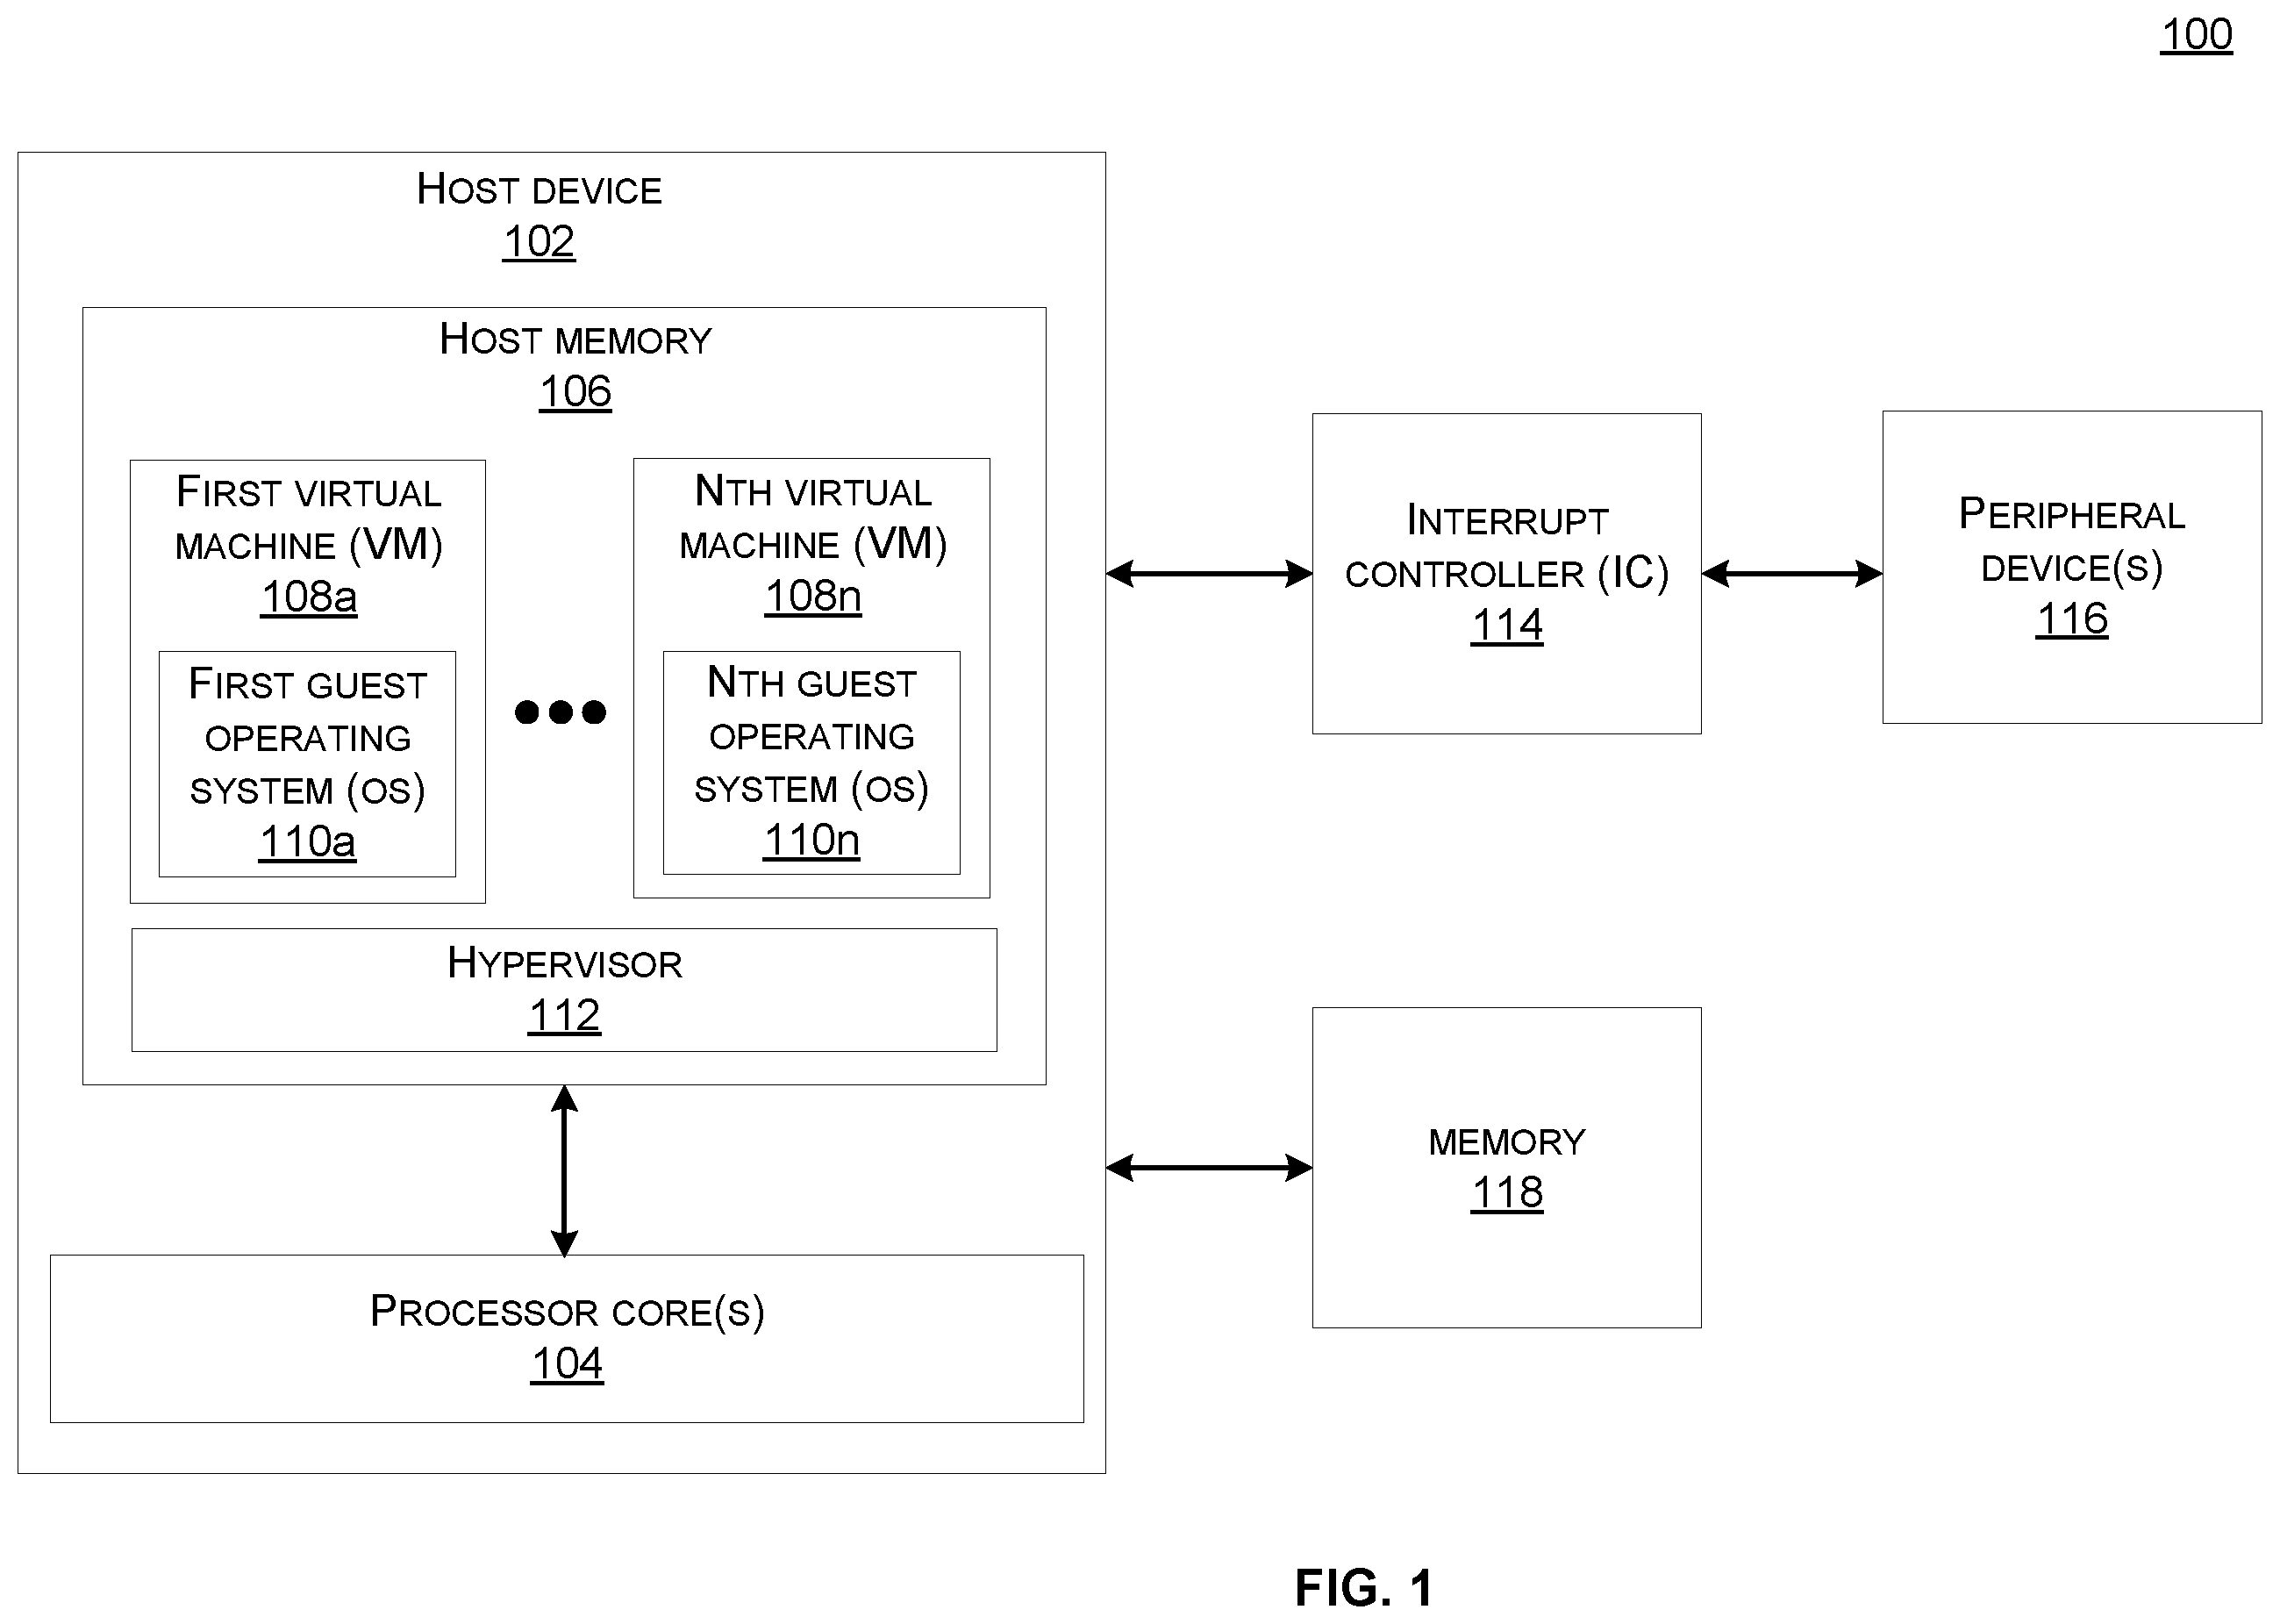 100
HOST DEVICE
102
HOST MEMORY
106
FIRST VIRTUAL
MACHINE (VM)
108a
FIRST GUEST
OPERATING
SYSTEM (OS)
110a
NTH VIRTUAL
MACHINE (VM)
108n
NTH GUEST
OPERATING
SYSTEM (OS)
110n
HYPERVISOR
112
PROCESSOR CORE(S)
104
INTERRUPT
CONTROLLER (IC)
114
PERIPHERAL
DEVICE(S)
116
MEMORY
118
FIG. 1